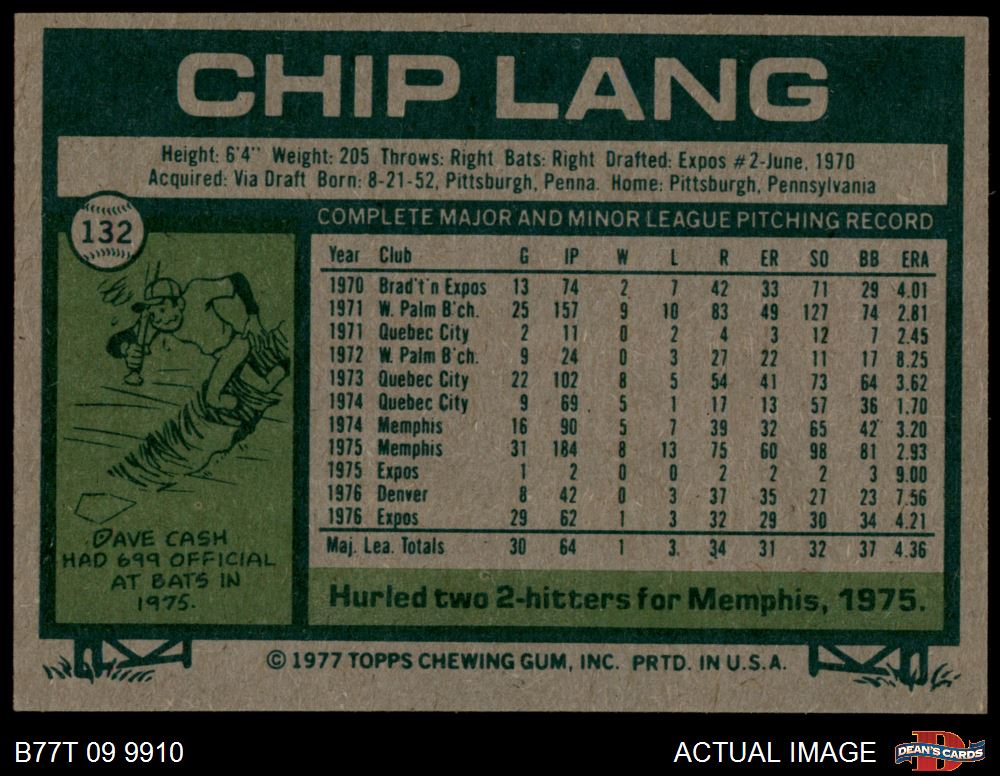 CHIP LANG
Height: 6'4" Weight: 205 Throws: Right Bats: Right Drafted: Expos #2-June, 1970
Acquired: Via Draft Born: 8-21-52, Pittsburgh, Penna. Home: Pittsburgh, Pennsylvania
132
COMPLETE MAJOR AND MINOR LEAGUE PITCHING RECORD
Year Club G IP W L R ER SO BB ERA
1970 Brad't'n Expos 13 74 2 7 42 33 71 29 4.01
1971 W. Palm B'ch. 25 157 9 10 83 49 127 74 2.81
1971 Quebec City 2 11 0 2 4 3 12 7 2.45
1972 W. Palm B'ch. 9 24 0 3 27 22 11 17 8.25
1973 Quebec City 22 102 8 5 54 41 73 64 3.62
1974 Quebec City 9 69 5 1 17 13 57 36 1.70
1974 Memphis 16 90 5 7 39 32 65 42 3.20
1975 Memphis 31 184 8 13 75 60 98 81 2.93
1975 Expos 1 2 0 0 2 2 2 3 9.00
1976 Denver 8 42 0 3 37 35 27 23 7.56
1976 Expos 29 62 1 3 32 29 30 34 4.21
Maj. Lea. Totals 30 64 1 3 34 31 32 37 4.36
DAVE CASH
HAD 699 OFFICIAL
AT BATS IN
1975.
Hurled two 2-hitters for Memphis, 1975.
© 1977 TOPPS CHEWING GUM, INC. PRTD. IN U.S.A.
B77T 09 9910
ACTUAL IMAGE
D
DEAN'S CARDS